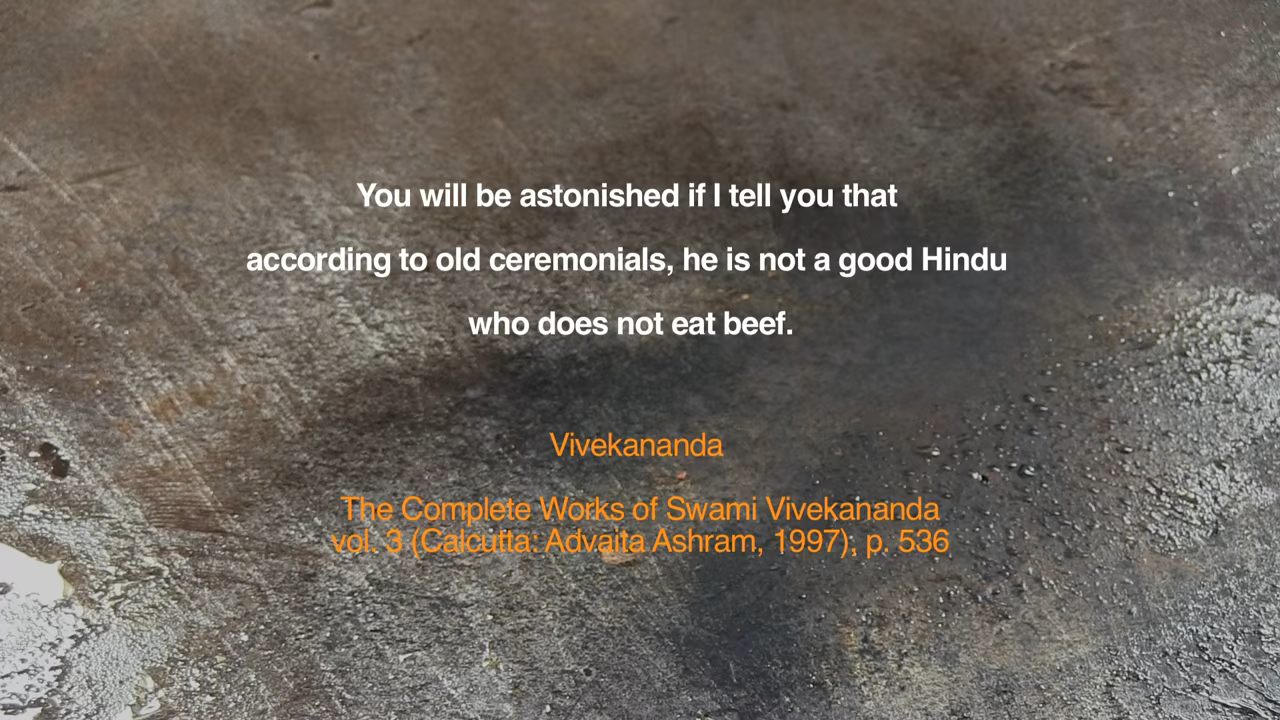 You will be astonished if I tell you that
according to old ceremonials, he is not a good Hindu
who does not eat beef.
Vivekananda
The Complete Works of Swami Vivekananda
vol. 3 (Calcutta: Advaita Ashram, 1997), p. 536